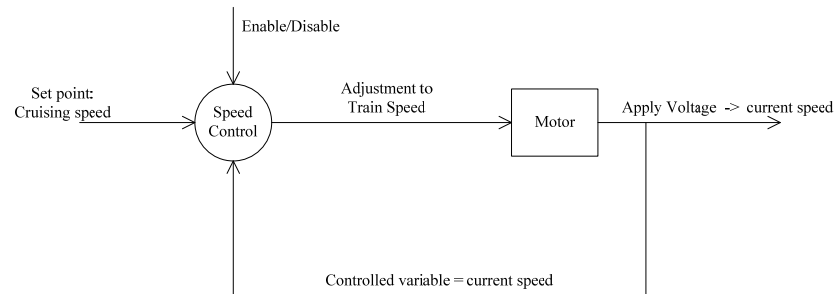 Enable/Disable
Set point:
Cruising speed
Speed
Control
Adjustment to
Train Speed
Motor
Apply Voltage -> current speed
Controlled variable = current speed